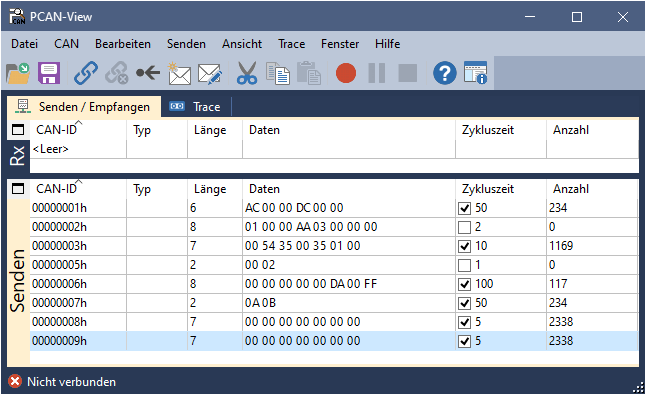 PCAN-View
Datei CAN Bearbeiten Senden Ansicht Trace Fenster Hilfe
Senden / Empfangen Trace
Rx
CAN-ID Typ Länge Daten Zykluszeit Anzahl
<Leer>
Senden
CAN-ID Typ Länge Daten Zykluszeit Anzahl
00000001h 6 AC 00 00 DC 00 00 50 234
00000002h 8 01 00 00 AA 03 00 00 00 2 0
00000003h 7 00 54 35 00 35 01 00 10 1169
00000005h 2 00 02 1 0
00000006h 8 00 00 00 00 00 DA 00 FF 100 117
00000007h 2 0A 0B 50 234
00000008h 7 00 00 00 00 00 00 00 5 2338
00000009h 7 00 00 00 00 00 00 00 5 2338
Nicht verbunden